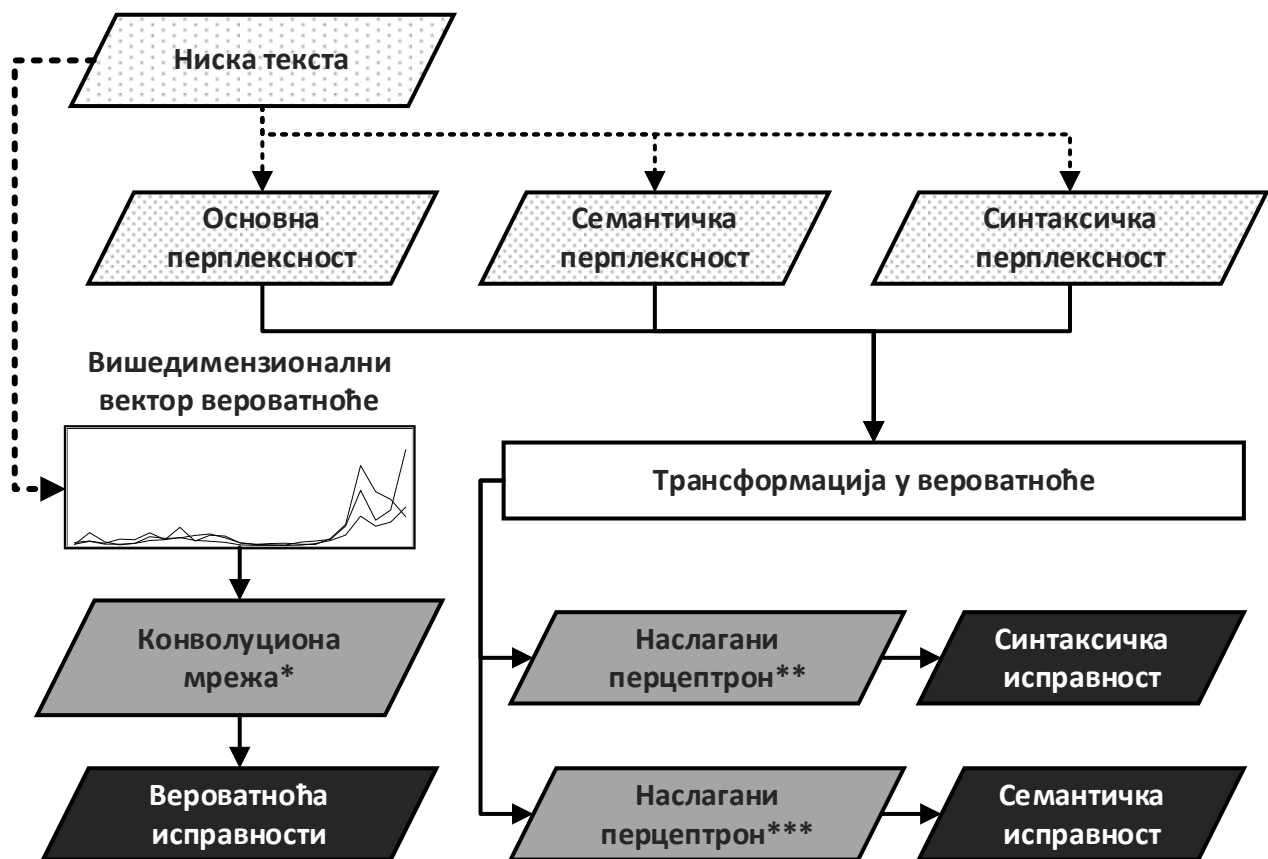 Ниска текста
Основна
перплексност
Семантичка
перплексност
Синтаксичка
перплексност
Вишедимензионални
вектор вероватноће
Трансформација у вероватноће
Конволуциона
мрежа*
Наслагани
перцептрон**
Синтаксичка
исправност
Вероватноћа
исправности
Наслагани
перцептрон***
Семантичка
исправност